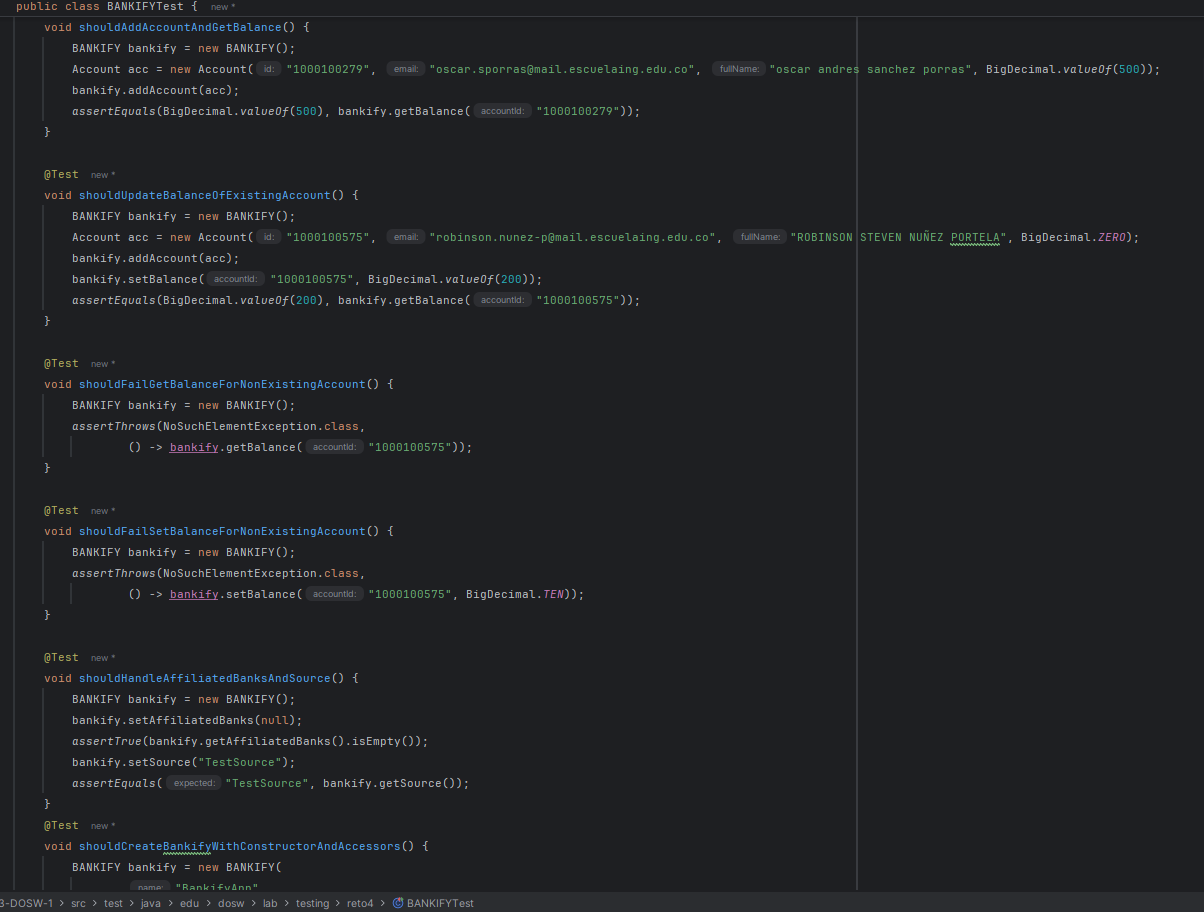 public class BANKIFYTest { new *
void shouldAddAccountAndGetBalance() {
BANKIFY bankify = new BANKIFY();
Account acc = new Account( id: "1000100279", email: "oscar.sporras@mail.escuelaing.edu.co", fullName: "oscar andres sanchez porras", BigDecimal.valueOf(500));
bankify.addAccount(acc);
assertEquals(BigDecimal.valueOf(500), bankify.getBalance( accountId: "1000100279"));
}
@Test new *
void shouldUpdateBalanceOfExistingAccount() {
BANKIFY bankify = new BANKIFY();
Account acc = new Account( id: "1000100575", email: "robinson.nunez-p@mail.escuelaing.edu.co", fullName: "ROBINSON STEVEN NUÑEZ PORTELA", BigDecimal.ZERO);
bankify.addAccount(acc);
bankify.setBalance( accountId: "1000100575", BigDecimal.valueOf(200));
assertEquals(BigDecimal.valueOf(200), bankify.getBalance( accountId: "1000100575"));
}
@Test new *
void shouldFailGetBalanceForNonExistingAccount() {
BANKIFY bankify = new BANKIFY();
assertThrows(NoSuchElementException.class,
() -> bankify.getBalance( accountId: "1000100575"));
}
@Test new *
void shouldFailSetBalanceForNonExistingAccount() {
BANKIFY bankify = new BANKIFY();
assertThrows(NoSuchElementException.class,
() -> bankify.setBalance( accountId: "1000100575", BigDecimal.TEN));
}
@Test new *
void shouldHandleAffiliatedBanksAndSource() {
BANKIFY bankify = new BANKIFY();
bankify.setAffiliatedBanks(null);
assertTrue(bankify.getAffiliatedBanks().isEmpty());
bankify.setSource("TestSource");
assertEquals( expected: "TestSource", bankify.getSource());
}
@Test new *
void shouldCreateBankifyWithConstructorAndAccessors() {
BANKIFY bankify = new BANKIFY(
name: "BankifyApp"
3-DOSW-1 > src > test > java > edu > dosw > lab > testing > reto4 > BANKIFYTest